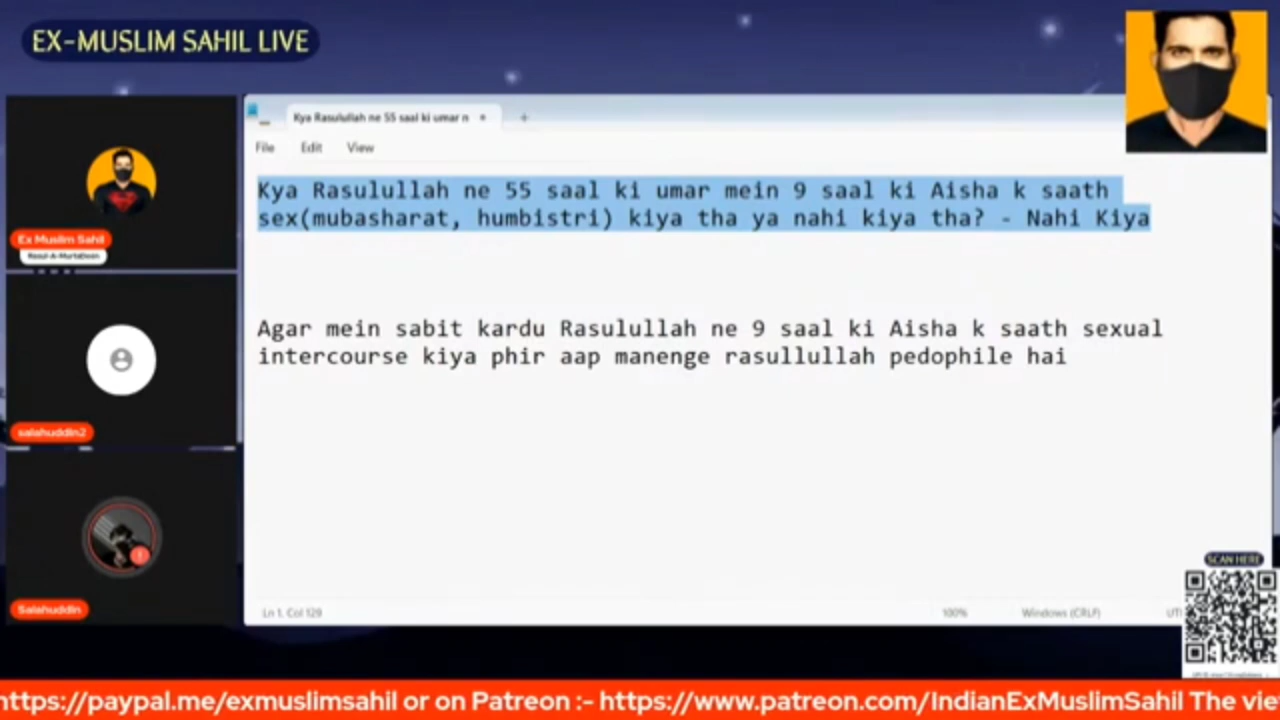 EX-MUSLIM SAHIL LIVE
Kya Rasulullah ne 55 saal ki umar n
File Edit View
Kya Rasulullah ne 55 saal ki umar mein 9 saal ki Aisha k saath
sex(mubasharat, humbistri) kiya tha ya nahi kiya tha? - Nahi Kiya
Ex Muslim Sahil
Rasul-A-MurtaDeen
Agar mein sabit kardu Rasulullah ne 9 saal ki Aisha k saath sexual
intercourse kiya phir aap manenge rasullullah pedophile hai
salahuddin2
SCAN HERE
Salahuddin
Ln 1, Col 129 100% Windows (CRLF) UT
https://paypal.me/exmuslimsahil or on Patreon :- https://www.patreon.com/IndianExMuslimSahil The vie